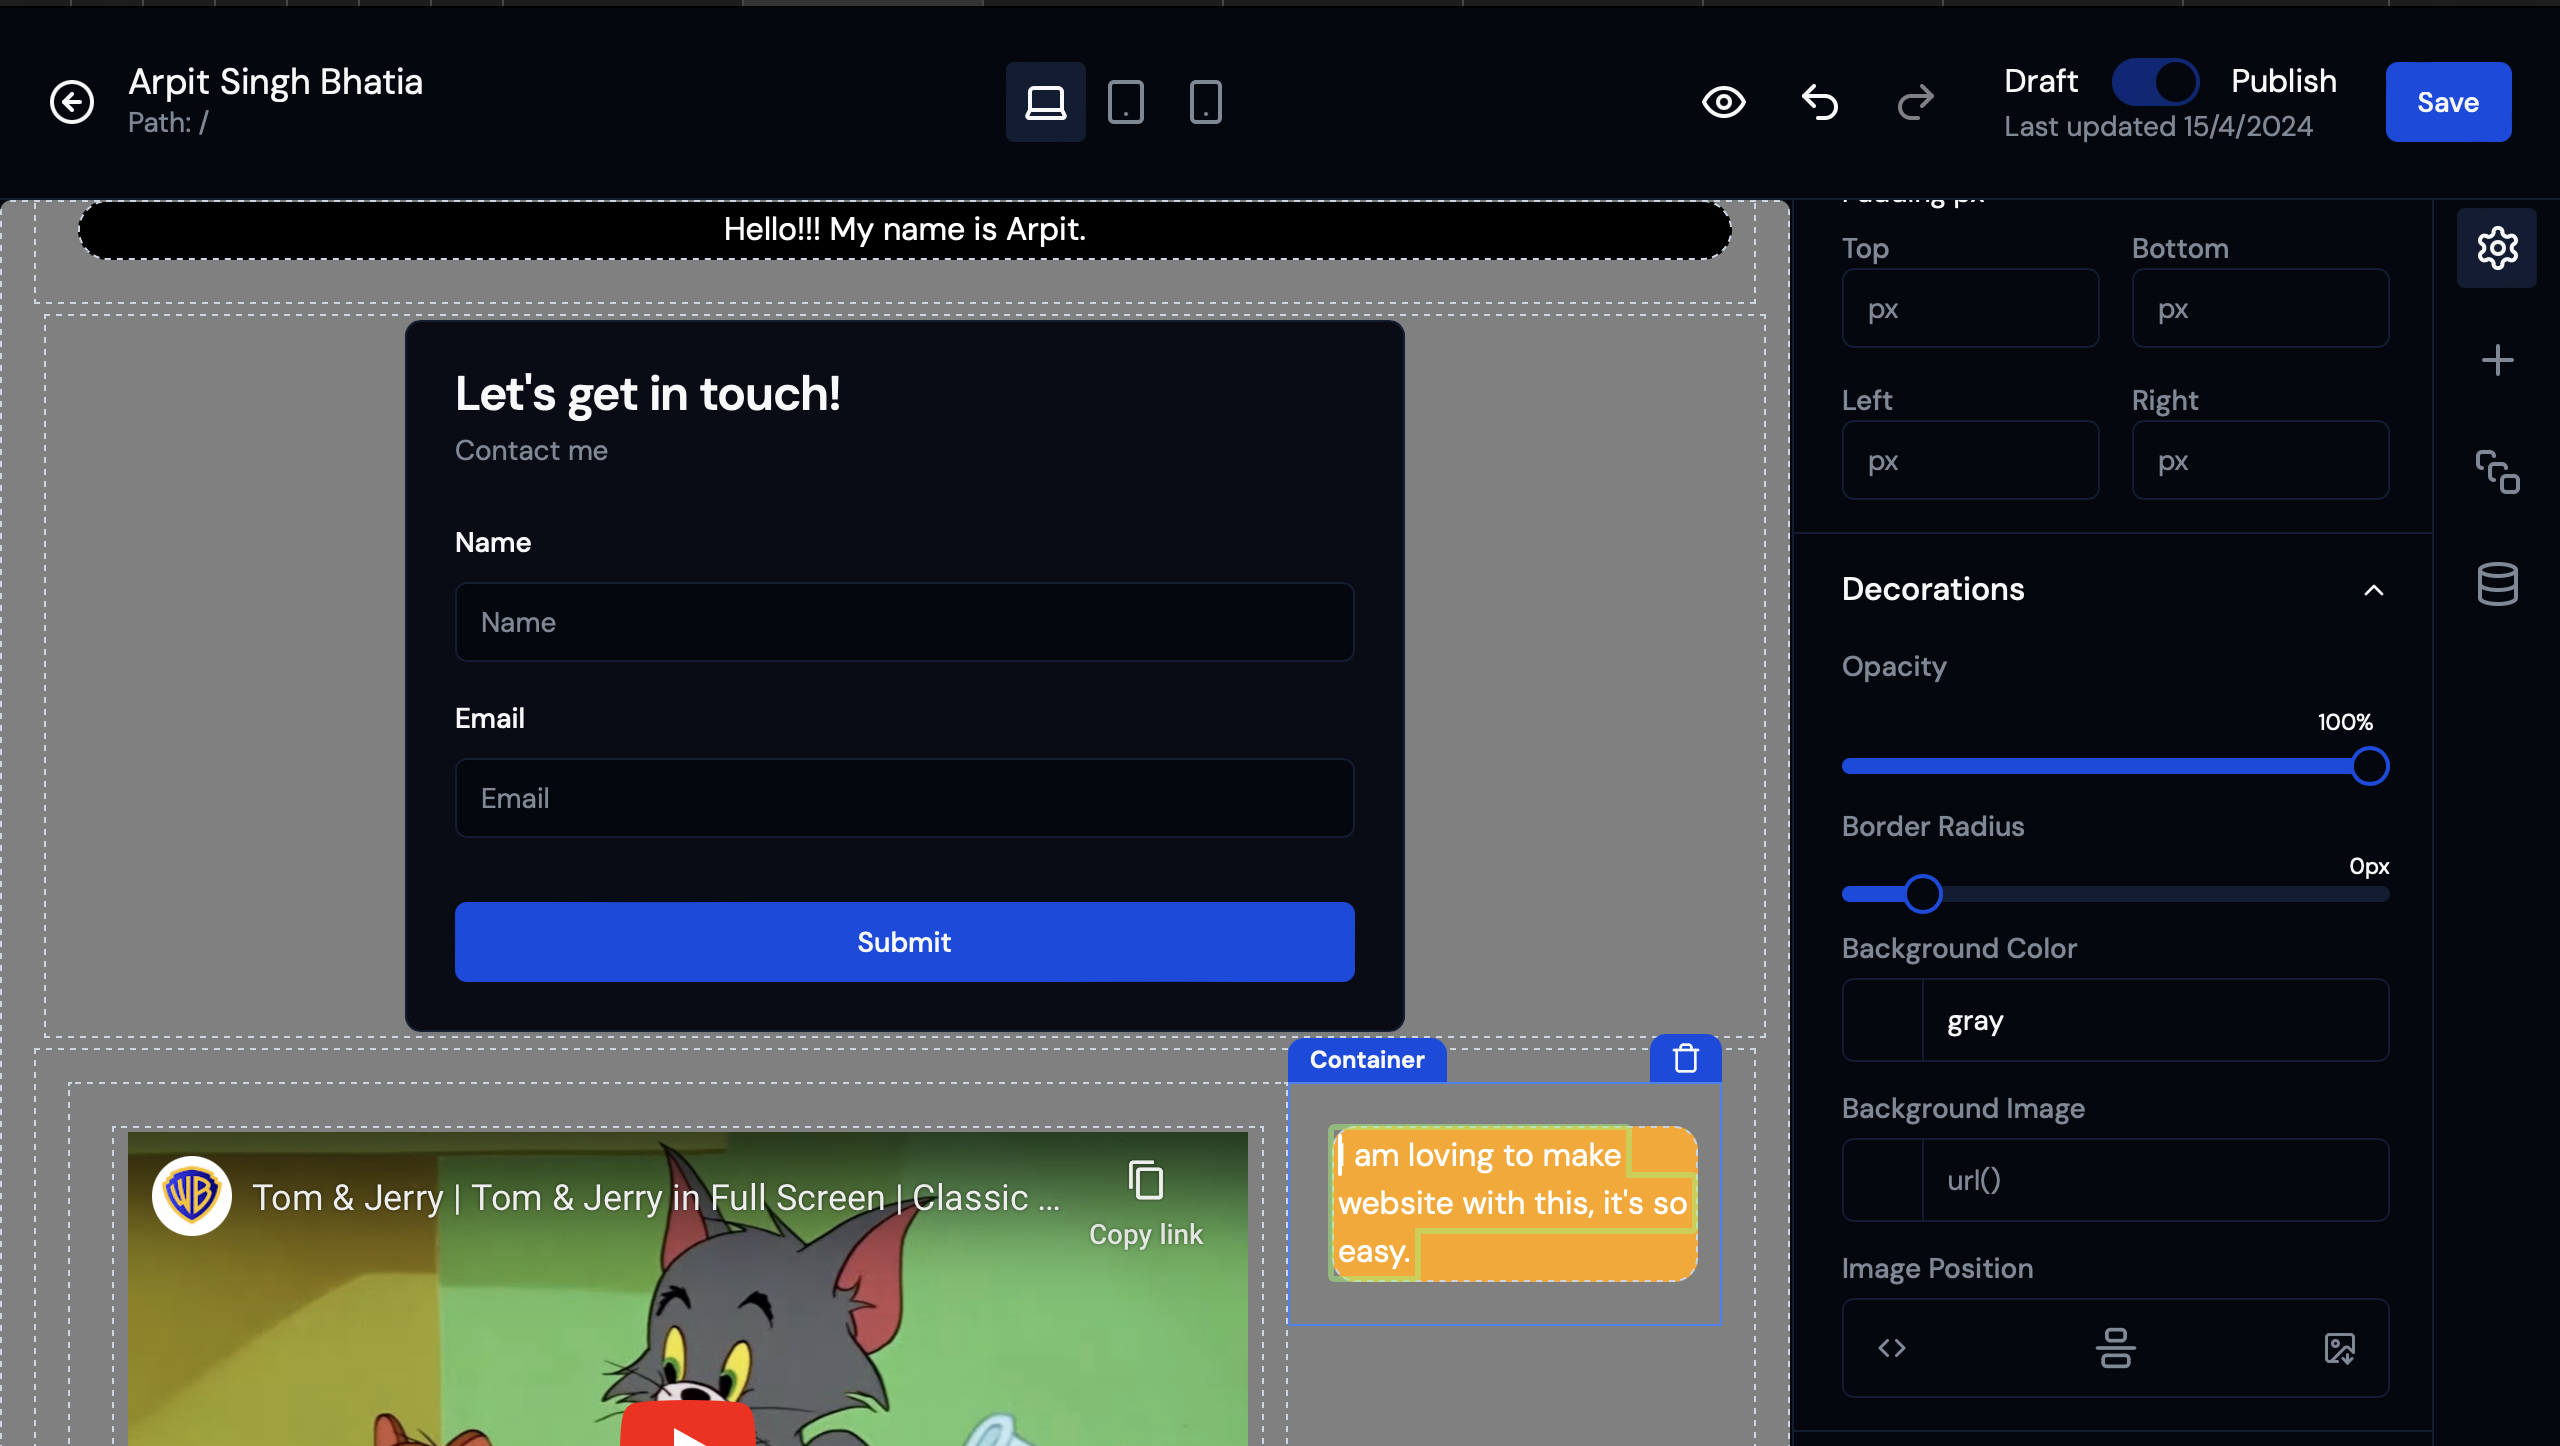 Arpit Singh Bhatia
Path: /
Draft
Publish
Last updated 15/4/2024
Save
Hello!!! My name is Arpit.
Let's get in touch!
Contact me
Name
Name
Email
Email
Submit
Container
WB
Tom & Jerry | Tom & Jerry in Full Screen | Classic ...
Copy link
I am loving to make
website with this, it's so
easy.
Padding px
Top
Bottom
px
px
Left
Right
px
px
Decorations
Opacity
100%
Border Radius
0px
Background Color
gray
Background Image
url()
Image Position